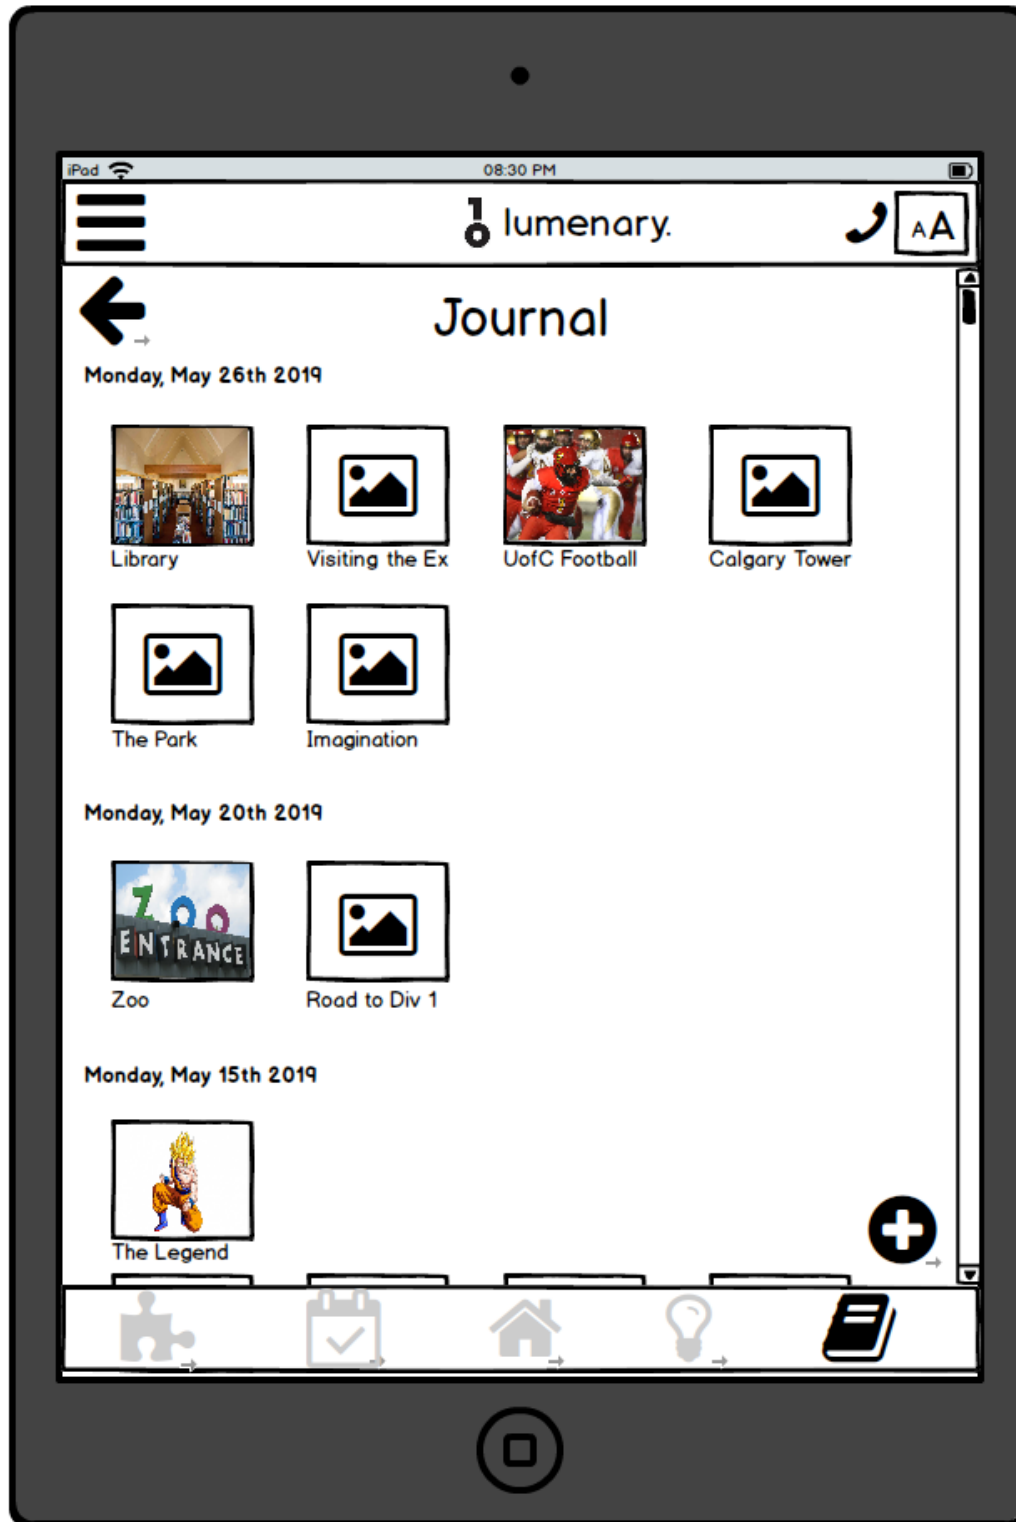 iPad 08:30 PM
lumenary.
AA
Journal
Monday, May 26th 2019
Library Visiting the Ex UofC Football Calgary Tower
The Park Imagination
Monday, May 20th 2019
ZOO
ENTRANCE
Zoo Road to Div 1
Monday, May 15th 2019
The Legend